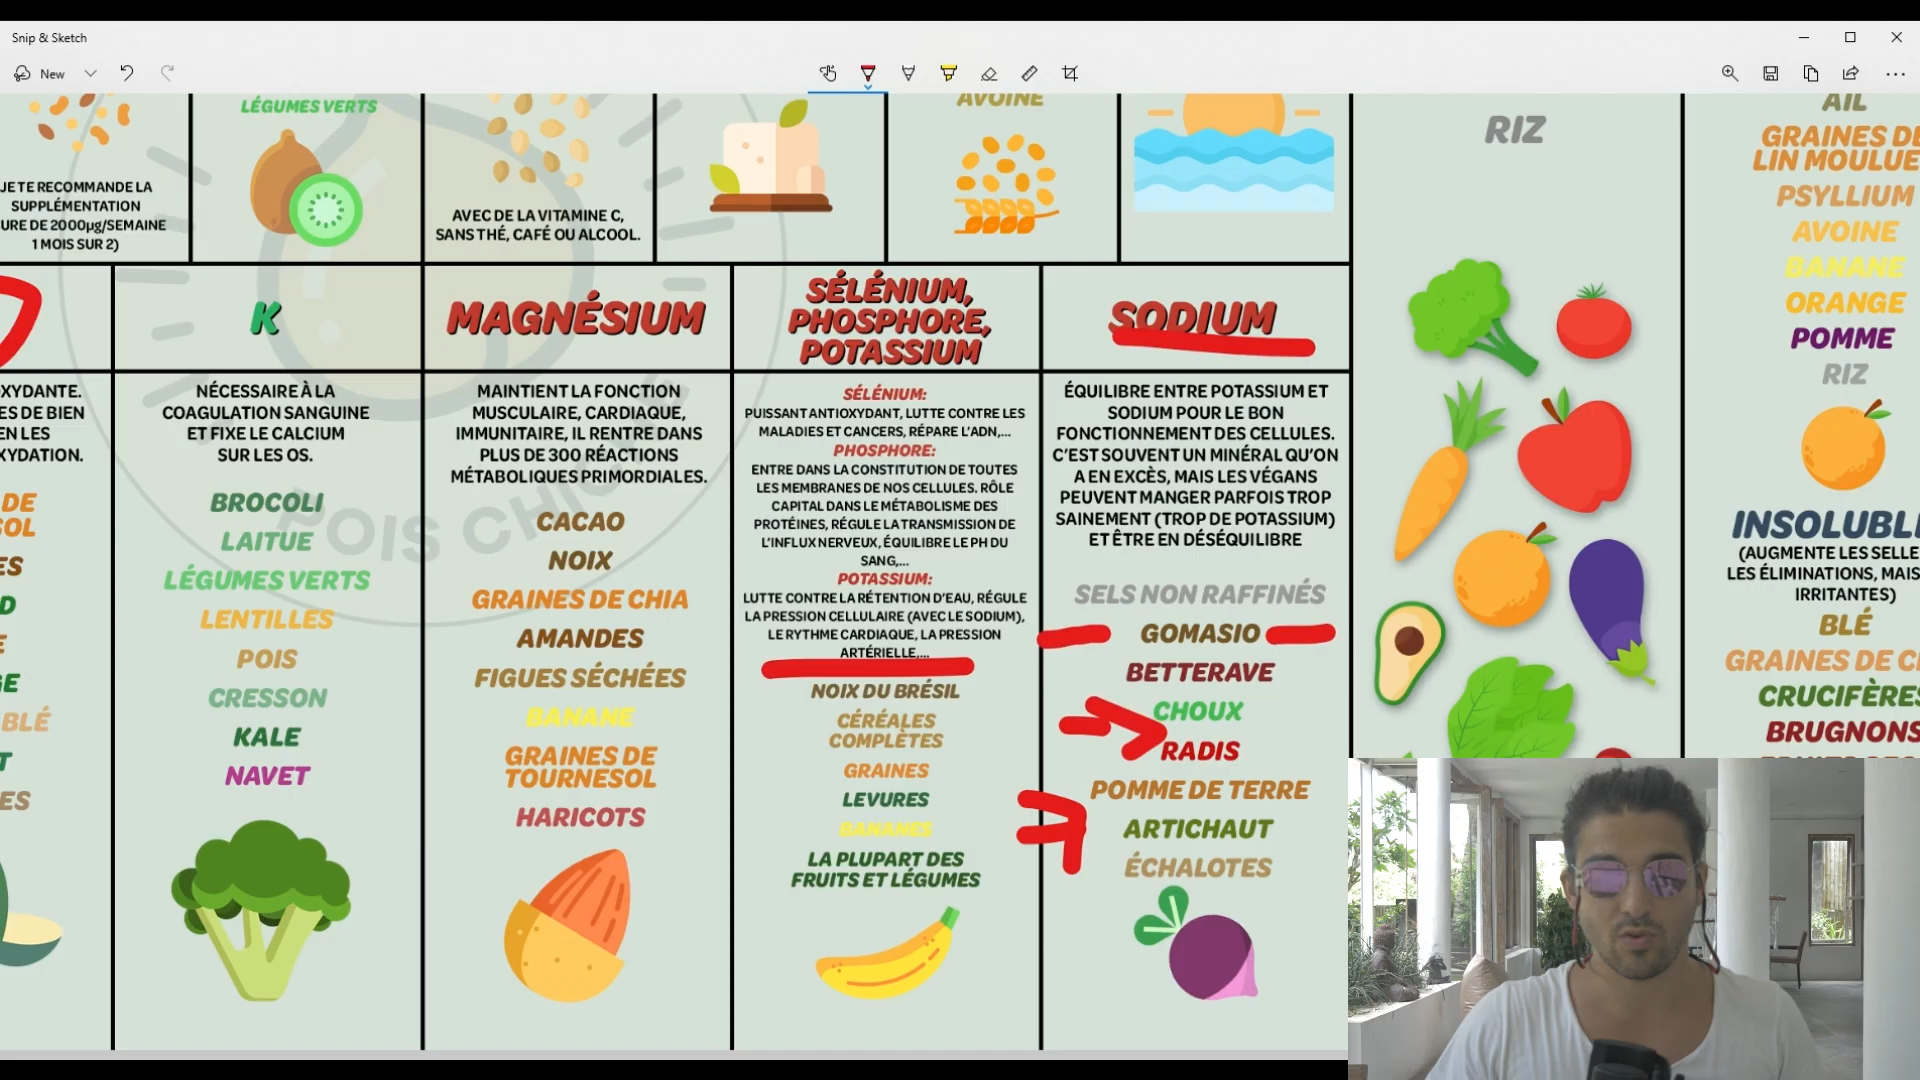 Snip & Sketch
New
LÉGUMES VERTS
AVOINE
RIZ
AIL
GRAINES DE
LIN MOULUE
PSYLLIUM
AVOINE
BANANE
ORANGE
POMME
RIZ
JE TE RECOMMANDE LA
SUPPLÉMENTATION
URE DE 2000µg/SEMAINE
1 MOIS SUR 2)
AVEC DE LA VITAMINE C,
SANS THÉ, CAFÉ OU ALCOOL.
K
MAGNÉSIUM
SÉLÉNIUM,
PHOSPHORE,
POTASSIUM
SODIUM
OXYDANTE.
ES DE BIEN
EN LES
XYDATION.
DE
SOL
ES
D
E
GE
BLÉ
T
ES
NÉCESSAIRE À LA
COAGULATION SANGUINE
ET FIXE LE CALCIUM
SUR LES OS.
BROCOLI
LAITUE
LÉGUMES VERTS
LENTILLES
POIS
CRESSON
KALE
NAVET
MAINTIENT LA FONCTION
MUSCULAIRE, CARDIAQUE,
IMMUNITAIRE, IL RENTRE DANS
PLUS DE 300 RÉACTIONS
MÉTABOLIQUES PRIMORDIALES.
CACAO
NOIX
GRAINES DE CHIA
AMANDES
FIGUES SÉCHÉES
BANANE
GRAINES DE
TOURNESOL
HARICOTS
SÉLÉNIUM:
PUISSANT ANTIOXYDANT, LUTTE CONTRE LES
MALADIES ET CANCERS, RÉPARE L'ADN,...
PHOSPHORE:
ENTRE DANS LA CONSTITUTION DE TOUTES
LES MEMBRANES DE NOS CELLULES. RÔLE
CAPITAL DANS LE MÉTABOLISME DES
PROTÉINES, RÉGULE LA TRANSMISSION DE
L'INFLUX NERVEUX, ÉQUILIBRE LE PH DU
SANG,...
POTASSIUM:
LUTTE CONTRE LA RÉTENTION D'EAU, RÉGULE
LA PRESSION CELLULAIRE (AVEC LE SODIUM),
LE RYTHME CARDIAQUE, LA PRESSION
ARTÉRIELLE,...
NOIX DU BRÉSIL
CÉRÉALES
COMPLÈTES
GRAINES
LEVURES
BANANES
LA PLUPART DES
FRUITS ET LÉGUMES
ÉQUILIBRE ENTRE POTASSIUM ET
SODIUM POUR LE BON
FONCTIONNEMENT DES CELLULES.
C'EST SOUVENT UN MINÉRAL QU'ON
A EN EXCÈS, MAIS LES VÉGANS
PEUVENT MANGER PARFOIS TROP
SAINEMENT (TROP DE POTASSIUM)
ET ÊTRE EN DÉSÉQUILIBRE
SELS NON RAFFINÉS
GOMASIO
BETTERAVE
CHOUX
RADIS
POMME DE TERRE
ARTICHAUT
ÉCHALOTES
INSOLUBL
(AUGMENTE LES SELLE
LES ÉLIMINATIONS, MAIS
IRRITANTES)
BLÉ
GRAINES DE C
CRUCIFÈRES
BRUGNONS
POIS CHICH